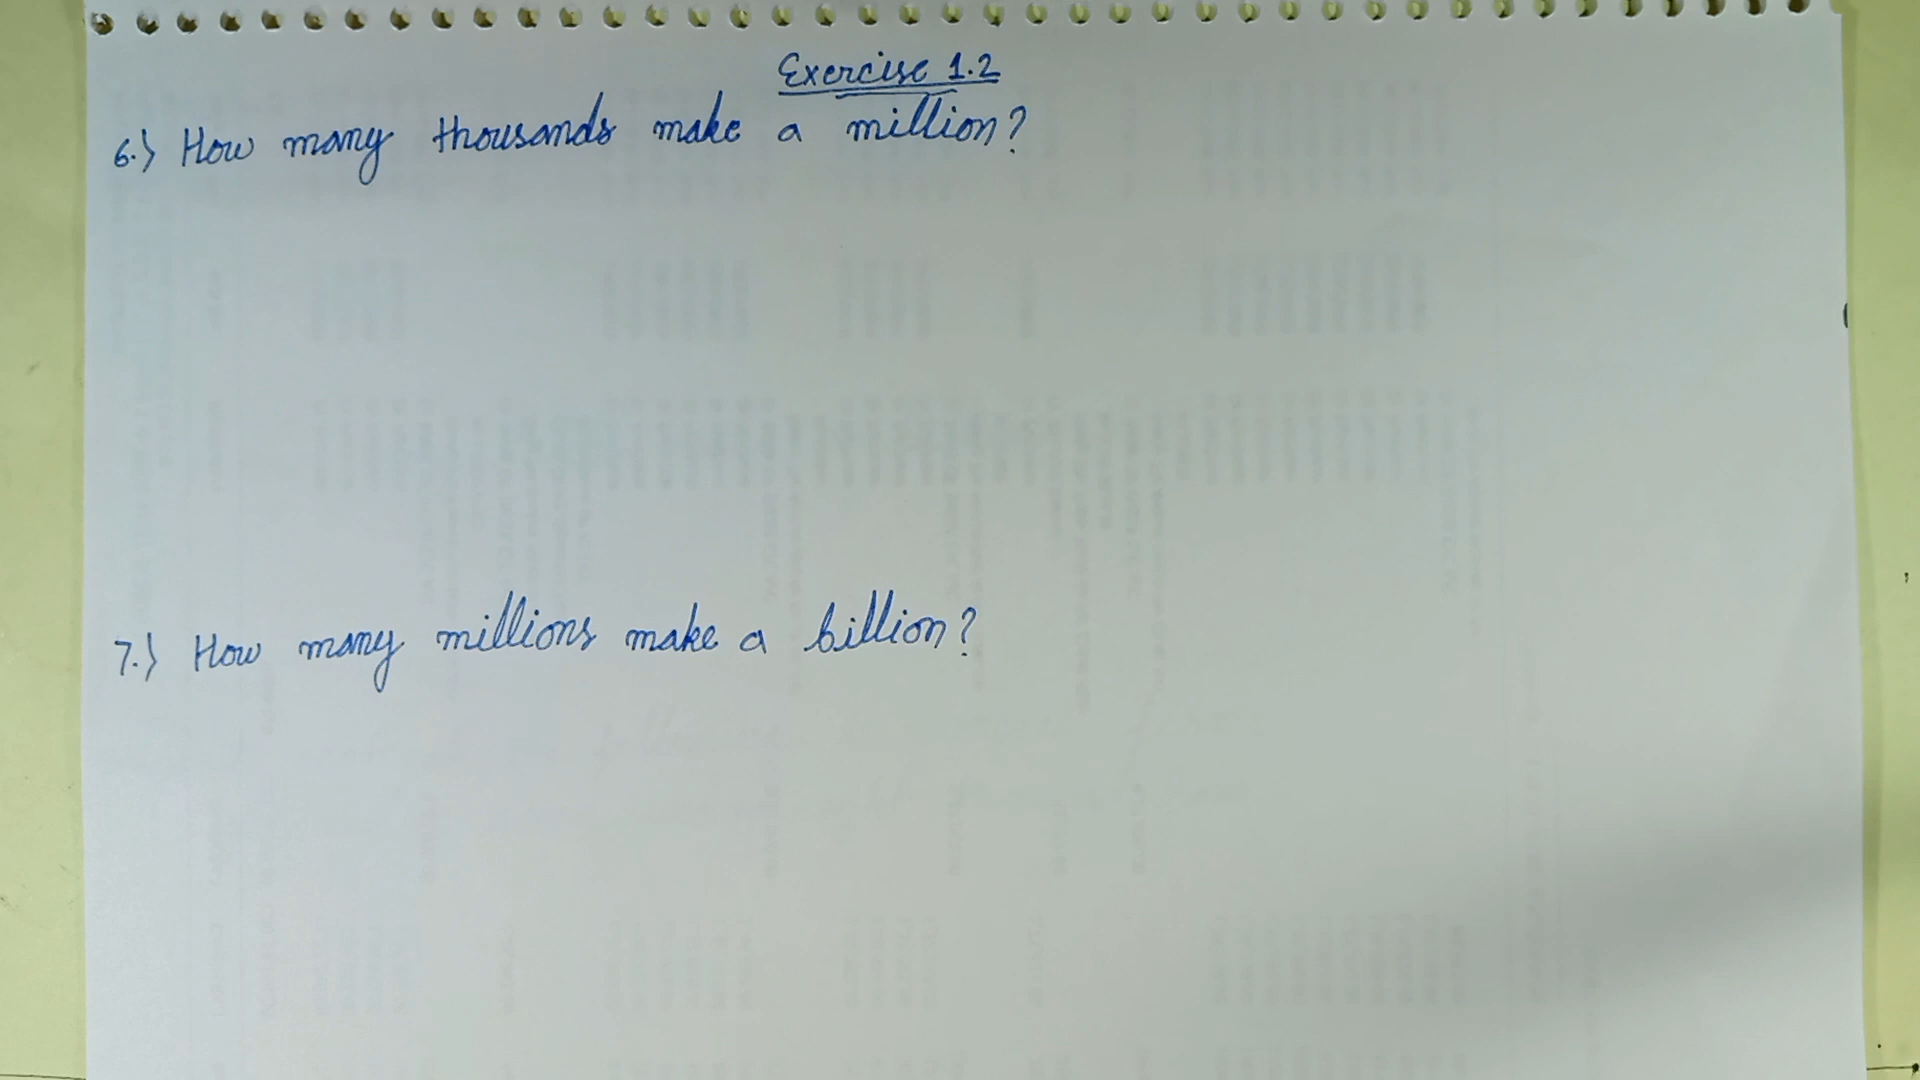 Exercise 1.2
6.) How many thousands make a million?
7.) How many millions make a billion?